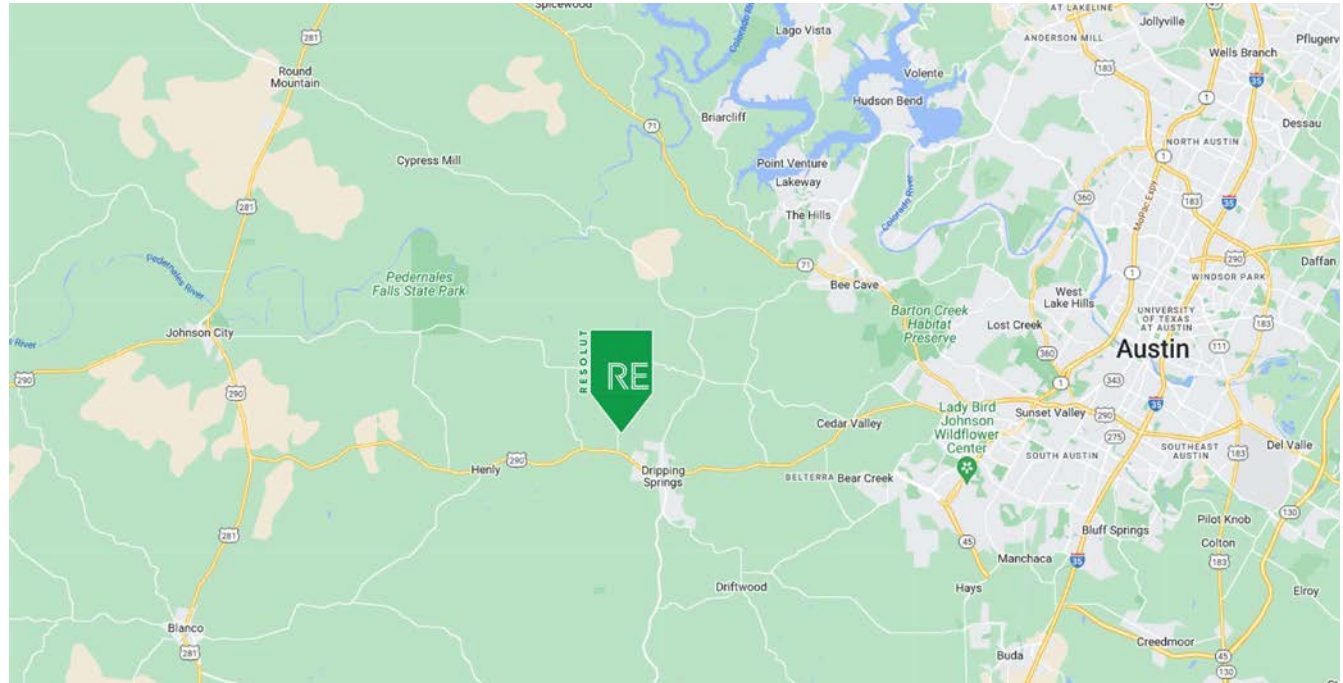 Spicewood
AT LAKELINE
45
Jollyville
Pflugerv
281
Lago Vista
Colorado River
ANDERSON MILL
183
Wells Branch
Round
Mountain
Volente
35
Hudson Bend
1
Dessau
Briarcliff
71
NORTH AUSTIN
Cypress Mill
Point Venture
1
Lakeway
MoPac Expy
360
183
35
281
The Hills
Colorado River
290
Daffan
Pedernales River
71
Pedernales
Falls State Park
Bee Cave
1
WINDSOR PARK
West
Lake Hills
Barton Creek
Habitat
Preserve
UNIVERSITY
OF TEXAS
AT AUSTIN
183
Lost Creek
Johnson City
s River
Austin
111
360
RESOLUT
RE
290
1
343
290
35
Lady Bird
Johnson
Wildflower
Center
Sunset Valley
290
Cedar Valley
275
SOUTHEAST
AUSTIN
Del Valle
183
SOUTH AUSTIN
Henly
290
Dripping
Springs
BELTERRA
Bear Creek
130
Pilot Knob
Bluff Springs
281
45
Colton
Manchaca
35
183
Driftwood
Hays
Elroy
Blanco
Creedmoor
281
Buda
45
130